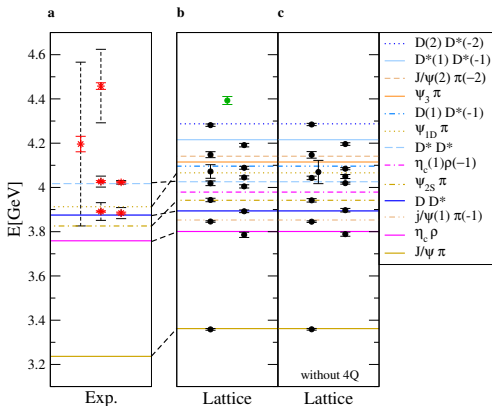 a b c
E[GeV]
4.6
4.4
4.2
4
3.8
3.6
3.4
3.2
Exp.
Lattice
without 4Q
Lattice
D(2) D*(-2)
D*(1) D*(-1)
J/ψ(2) π(−2)
ψ3 π
D(1) D*(-1)
ψ1D π
D* D*
ηc(1)ρ(−1)
ψ2S π
D D*
j/ψ(1) π(-1)
ηc ρ
J/ψ π